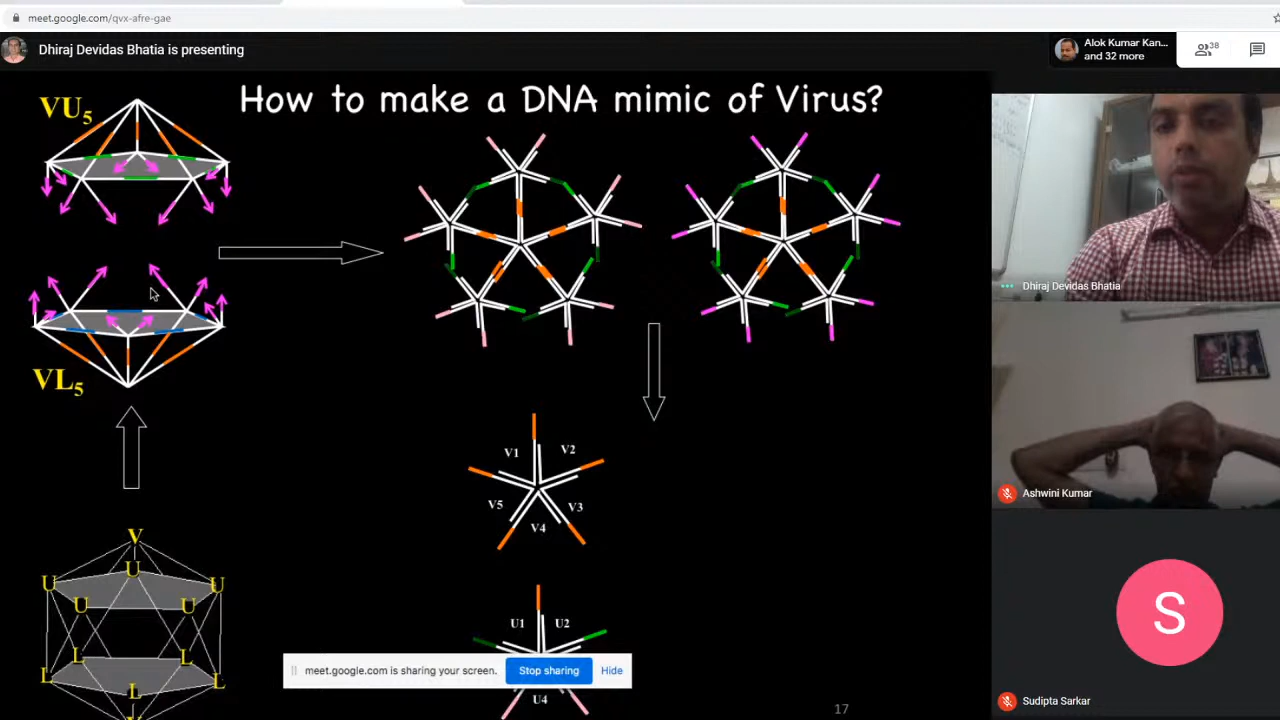 meet.google.com/qvx-afre-gae
Dhiraj Devidas Bhatia is presenting
Alok Kumar Kan...
and 32 more
38
How to make a DNA mimic of Virus?
VU5
VL5
Dhiraj Devidas Bhatia
V1 V2
V5 V3
V4
Ashwini Kumar
V
U U U
U U
L L
L L L
U1 U2
meet.google.com is sharing your screen. Stop sharing Hide
U4
Sudipta Sarkar
S
17